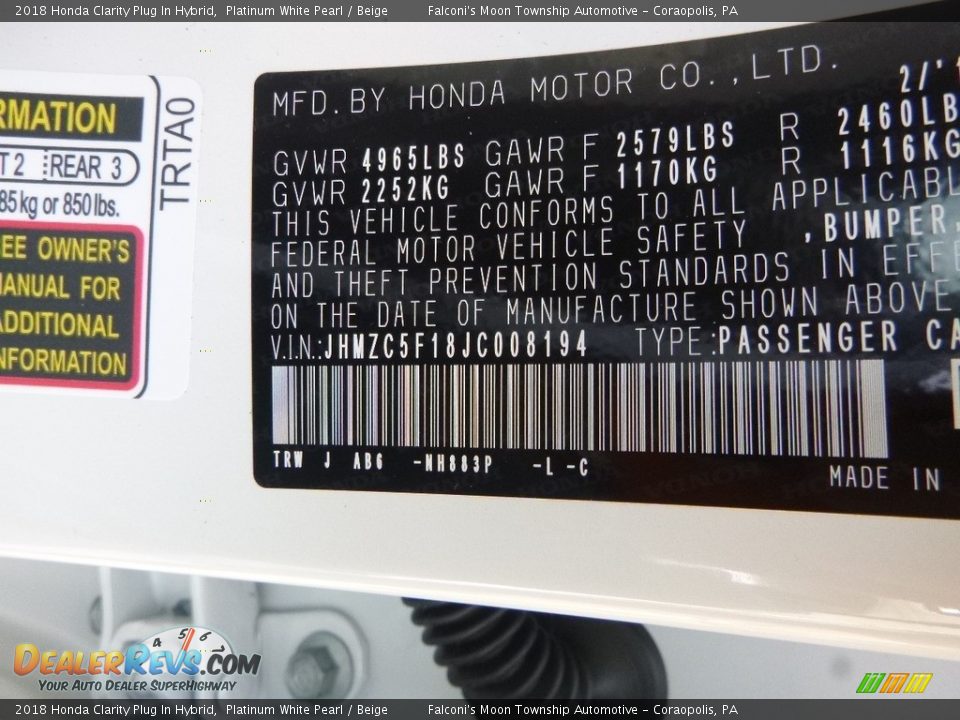 2018 Honda Clarity Plug In Hybrid, Platinum White Pearl / Beige Falconi's Moon Township Automotive - Coraopolis, PA
RMATION
T 2 REAR 3
85 kg or 850 lbs.
EE OWNER'S
MANUAL FOR
ADDITIONAL
NFORMATION
TRTA0
MFD. BY HONDA MOTOR CO., LTD.
2/'1
GVWR 4965LBS GAWR F 2579LBS R 2460LB
GVWR 2252KG GAWR F 1170KG R 1116KG
THIS VEHICLE CONFORMS TO ALL APPLICABL
FEDERAL MOTOR VEHICLE SAFETY ,BUMPER,
AND THEFT PREVENTION STANDARDS IN EFFE
ON THE DATE OF MANUFACTURE SHOWN ABOVE
V.I.N.:JHMZC5F18JC008194 TYPE:PASSENGER CA
TRW J AB6 -NH883P -L -C
MADE IN
DealerRevs.com
Your Auto Dealer SuperHighway
2018 Honda Clarity Plug In Hybrid, Platinum White Pearl / Beige Falconi's Moon Township Automotive - Coraopolis, PA